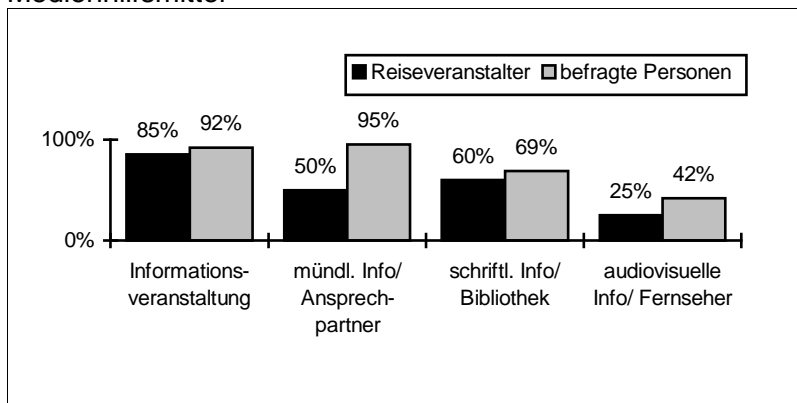 Medienhilfsmittel
Reiseveranstalter befragte Personen
100%
85% 92%
50% 95%
60% 69%
25% 42%
0%
Informations-
veranstaltung
mündl. Info/
Ansprech-
partner
schriftl. Info/
Bibliothek
audiovisuelle
Info/ Fernseher